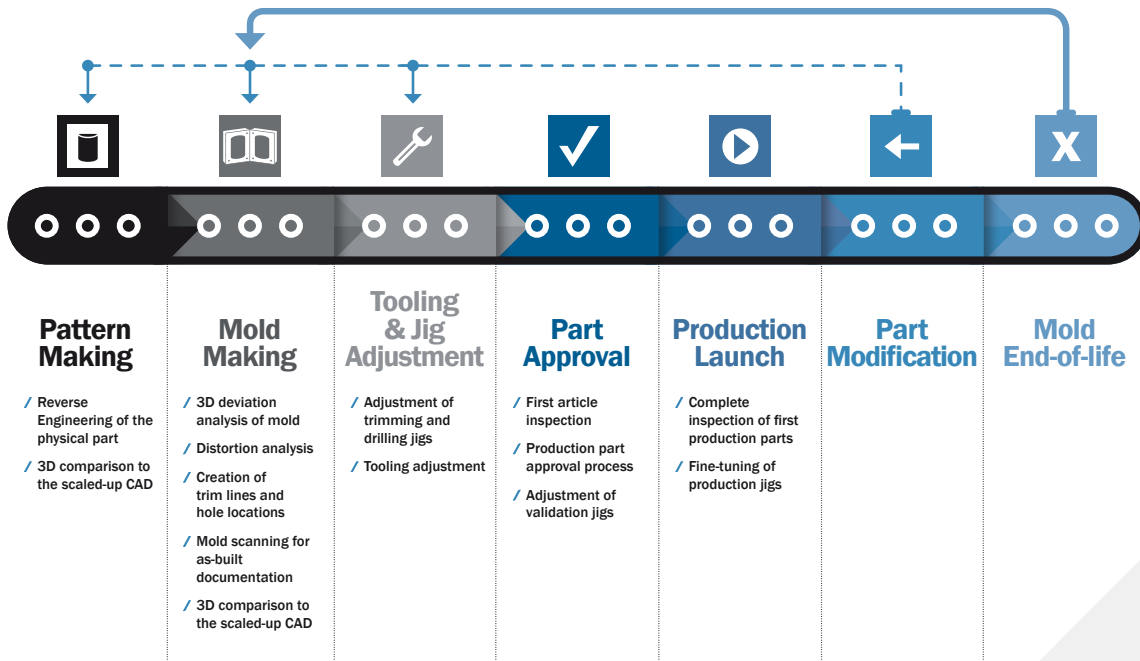 Pattern
Making
/ Reverse
Engineering of the
physical part
/ 3D comparison to
the scaled-up CAD
Mold
Making
/ 3D deviation
analysis of mold
/ Distortion analysis
/ Creation of
trim lines and
hole locations
/ Mold scanning for
as-built
documentation
/ 3D comparison to
the scaled-up CAD
Tooling
& Jig
Adjustment
/ Adjustment of
trimming and
drilling jigs
/ Tooling adjustment
Part
Approval
/ First article
inspection
/ Production part
approval process
/ Adjustment of
validation jigs
Production
Launch
/ Complete
inspection of first
production parts
/ Fine-tuning of
production jigs
Part
Modification
X
Mold
End-of-life